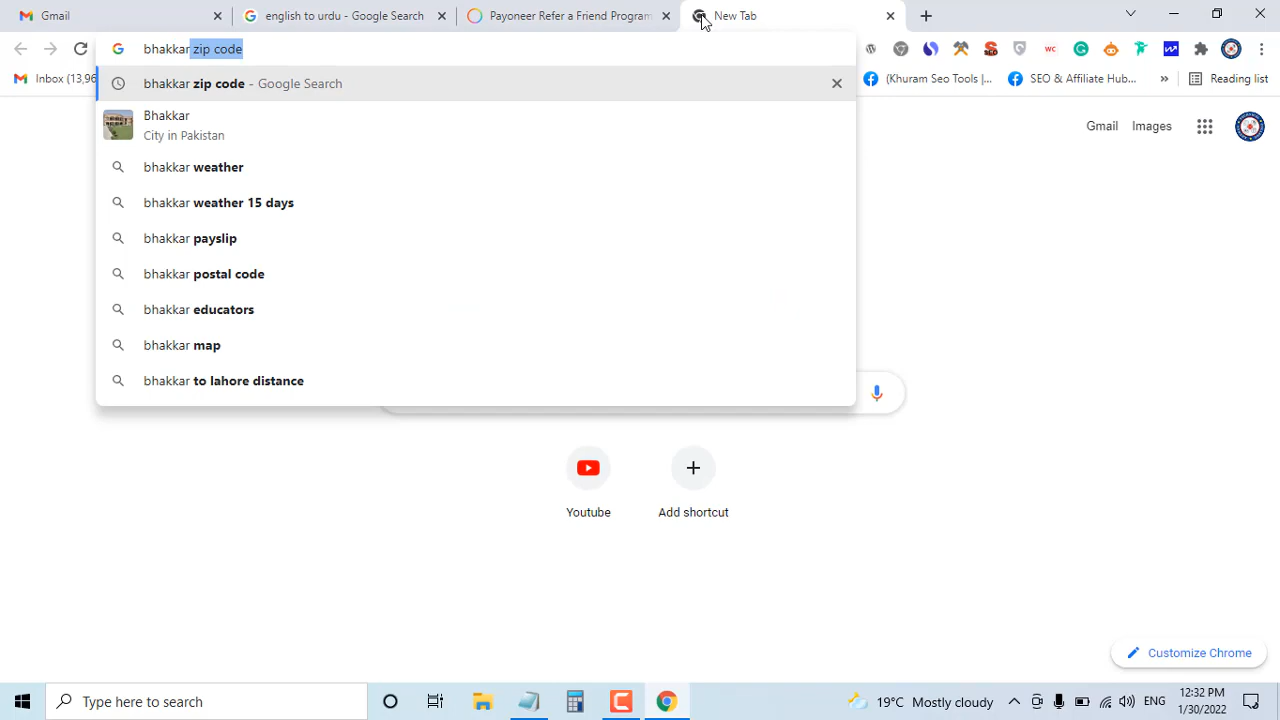 Gmail
english to urdu - Google Search
Payoneer Refer a Friend Program
New Tab
bhakkar zip code
Inbox (13,96
(Khuram Seo Tools |...
SEO & Affiliate Hub...
»
Reading list
bhakkar zip code - Google Search
Bhakkar
City in Pakistan
Gmail
Images
bhakkar weather
bhakkar weather 15 days
bhakkar payslip
bhakkar postal code
bhakkar educators
bhakkar map
bhakkar to lahore distance
Youtube
Add shortcut
Customize Chrome
Type here to search
19°C Mostly cloudy
ENG
12:32 PM
1/30/2022